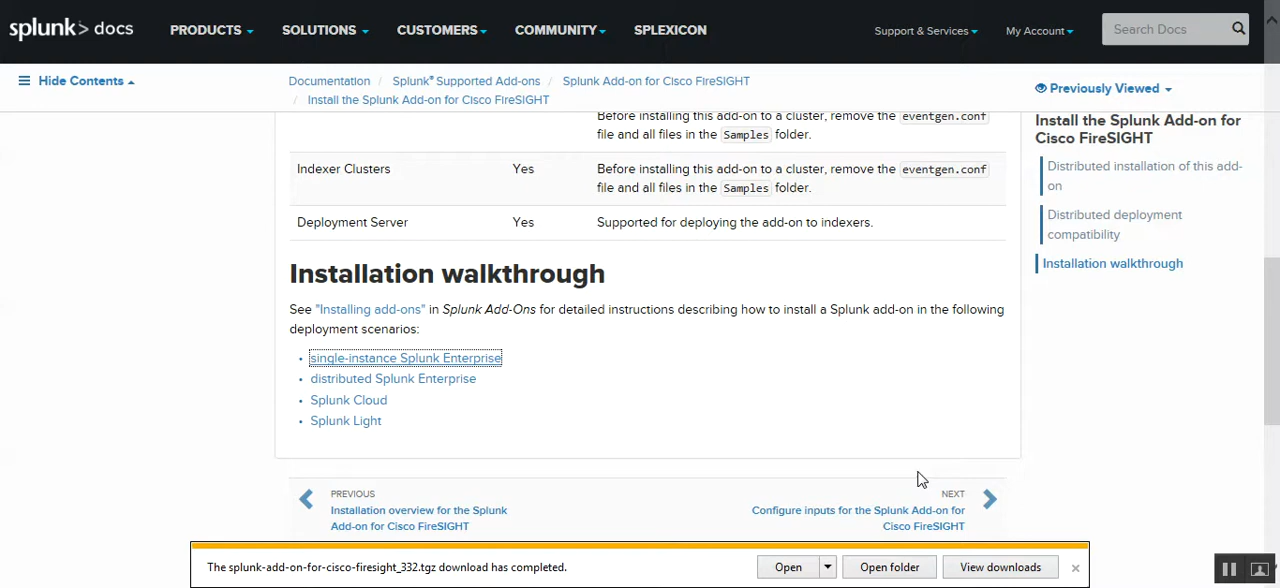 splunk> docs
PRODUCTS
SOLUTIONS
CUSTOMERS
COMMUNITY
SPLEXICON
Support & Services
My Account
Search Docs
Hide Contents
Documentation / Splunk® Supported Add-ons / Splunk Add-on for Cisco FireSIGHT
/ Install the Splunk Add-on for Cisco FireSIGHT
Previously Viewed
Before installing this add-on to a cluster, remove the eventgen.conf
file and all files in the Samples folder.
Indexer Clusters
Yes
Before installing this add-on to a cluster, remove the eventgen.conf
file and all files in the Samples folder.
Deployment Server
Yes
Supported for deploying the add-on to indexers.
Installation walkthrough
See "Installing add-ons" in Splunk Add-Ons for detailed instructions describing how to install a Splunk add-on in the following
deployment scenarios:
• single-instance Splunk Enterprise
• distributed Splunk Enterprise
• Splunk Cloud
• Splunk Light
Install the Splunk Add-on for
Cisco FireSIGHT
Distributed installation of this add-
on
Distributed deployment
compatibility
Installation walkthrough
PREVIOUS
Installation overview for the Splunk
Add-on for Cisco FireSIGHT
NEXT
Configure inputs for the Splunk Add-on for
Cisco FireSIGHT
The splunk-add-on-for-cisco-firesight_332.tgz download has completed.
Open
Open folder
View downloads